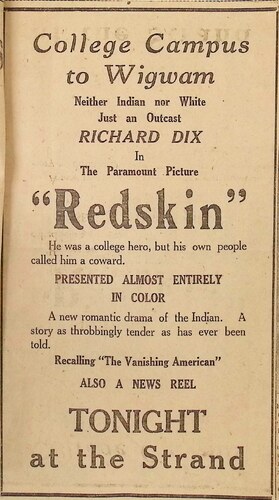 College Campus
to Wigwam
Neither Indian nor White
Just an Outcast
RICHARD DIX
In
The Paramount Picture
"Redskin"
He was a college hero, but his own people
called him a coward.
PRESENTED ALMOST ENTIRELY
IN COLOR
A new romantic drama of the Indian. A
story as throbbingly tender as has ever been
told.
Recalling "The Vanishing American"
ALSO A NEWS REEL
TONIGHT
at the Strand